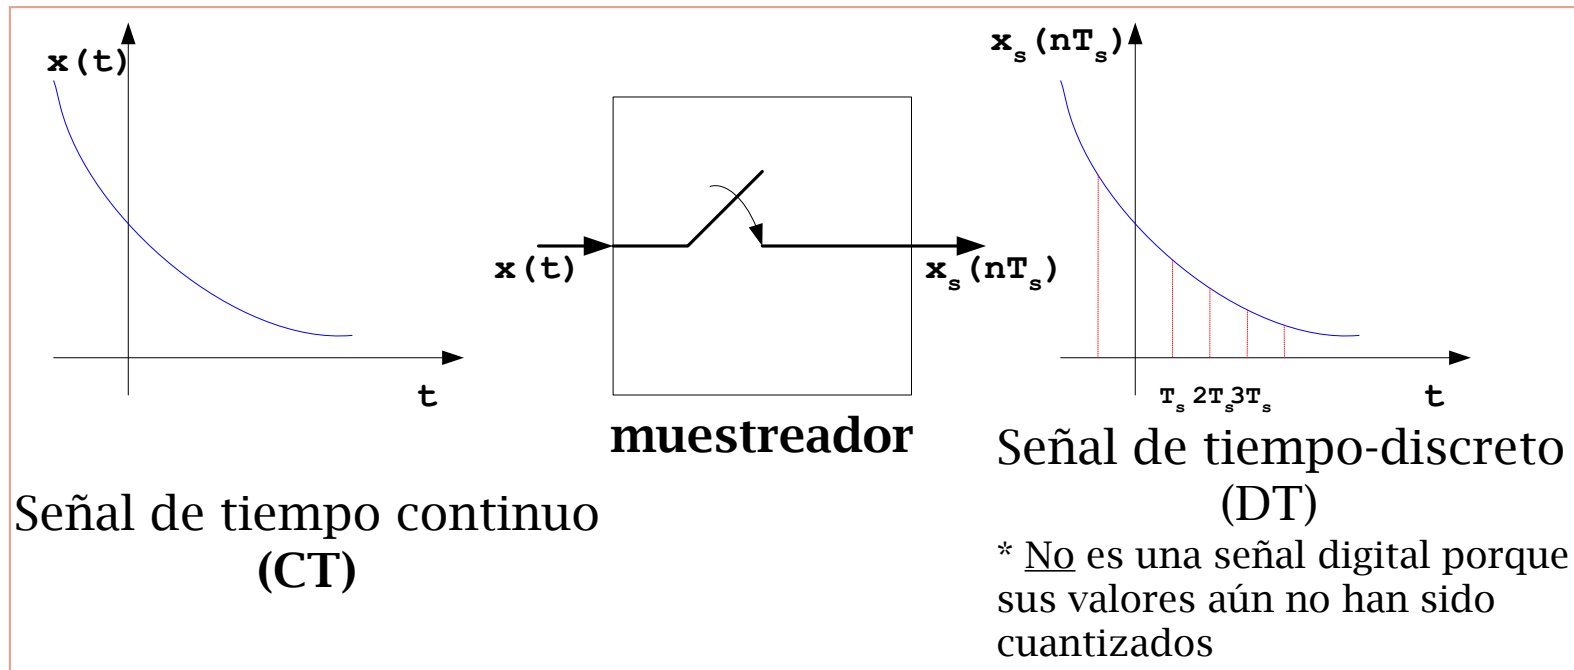 x(t)
t
Señal de tiempo continuo
(CT)
x(t)
x_s(nT_s)
muestreador
x_s(nT_s)
T_s 2T_s 3T_s
t
Señal de tiempo-discreto
(DT)
* No es una señal digital porque
sus valores aún no han sido
cuantizados